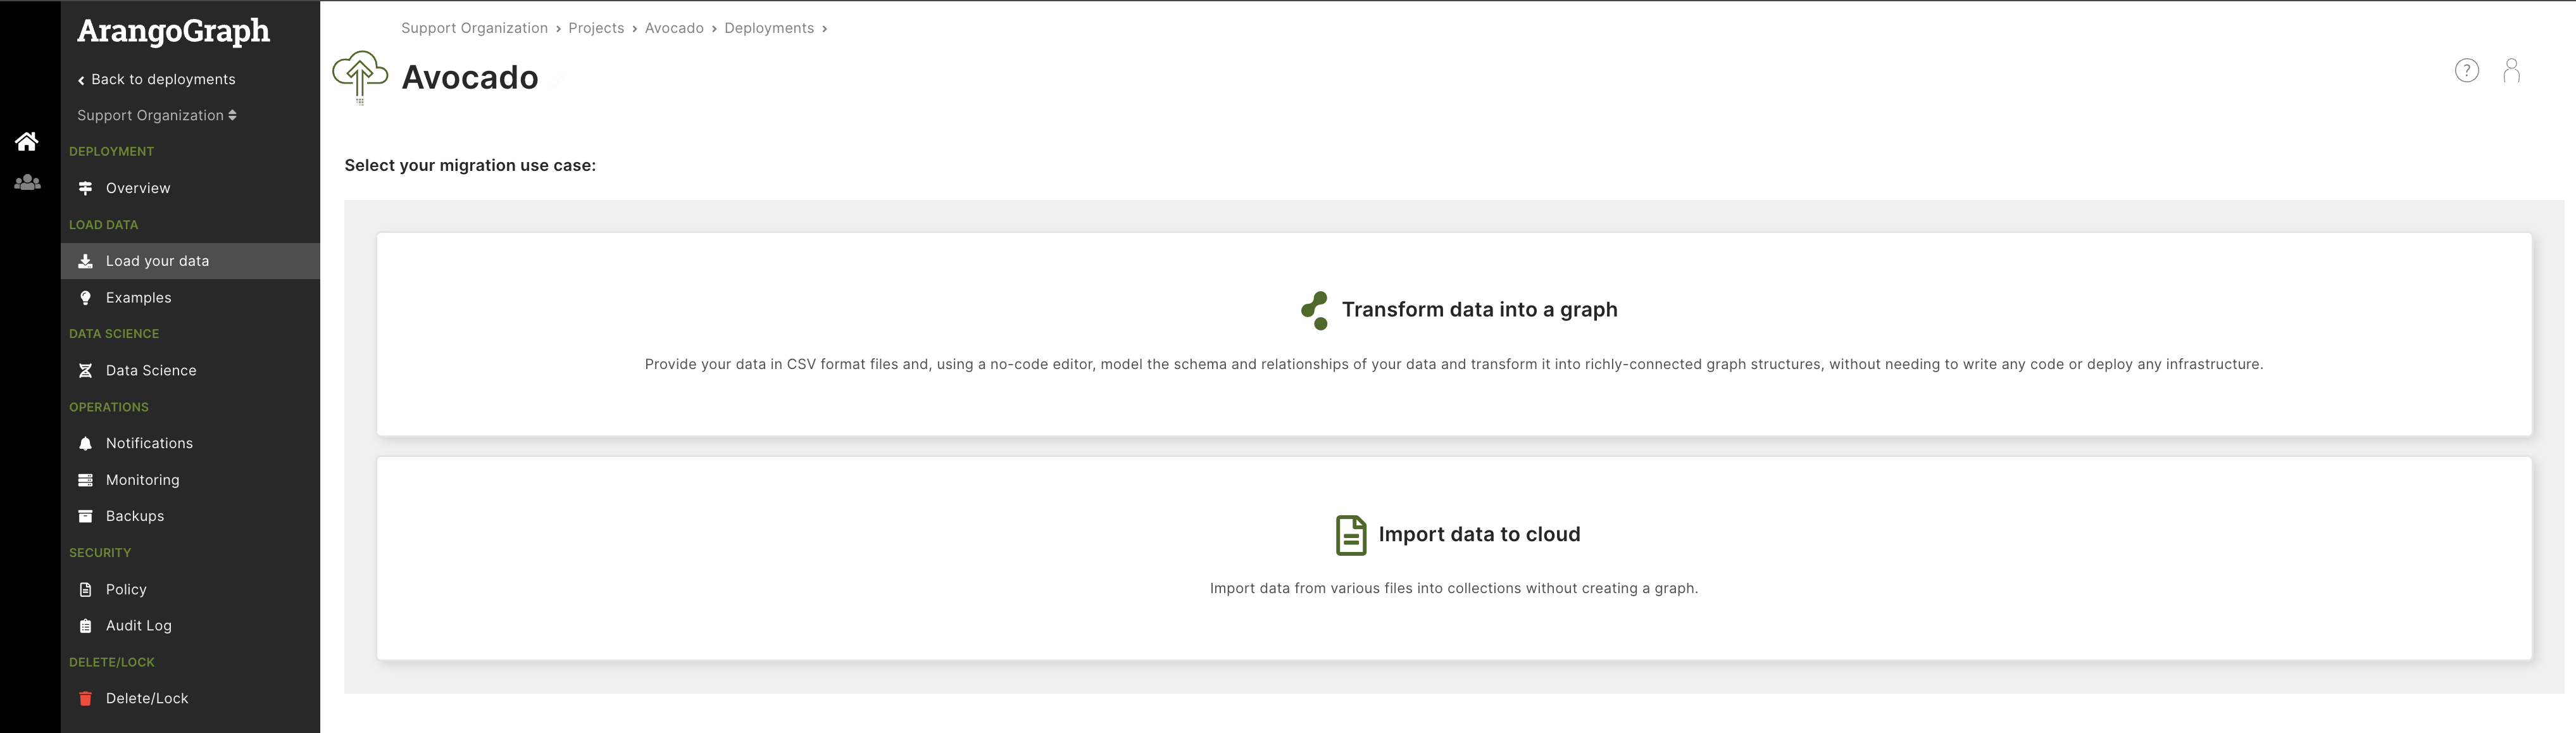 ArangoGraph
Back to deployments
Support Organization
DEPLOYMENT
Overview
LOAD DATA
Load your data
Examples
DATA SCIENCE
Data Science
OPERATIONS
Notifications
Monitoring
Backups
SECURITY
Policy
Audit Log
DELETE/LOCK
Delete/Lock
Support Organization > Projects > Avocado > Deployments >
Avocado
?
Select your migration use case:
Transform data into a graph
Provide your data in CSV format files and, using a no-code editor, model the schema and relationships of your data and transform it into richly-connected graph structures, without needing to write any code or deploy any infrastructure.
Import data to cloud
Import data from various files into collections without creating a graph.